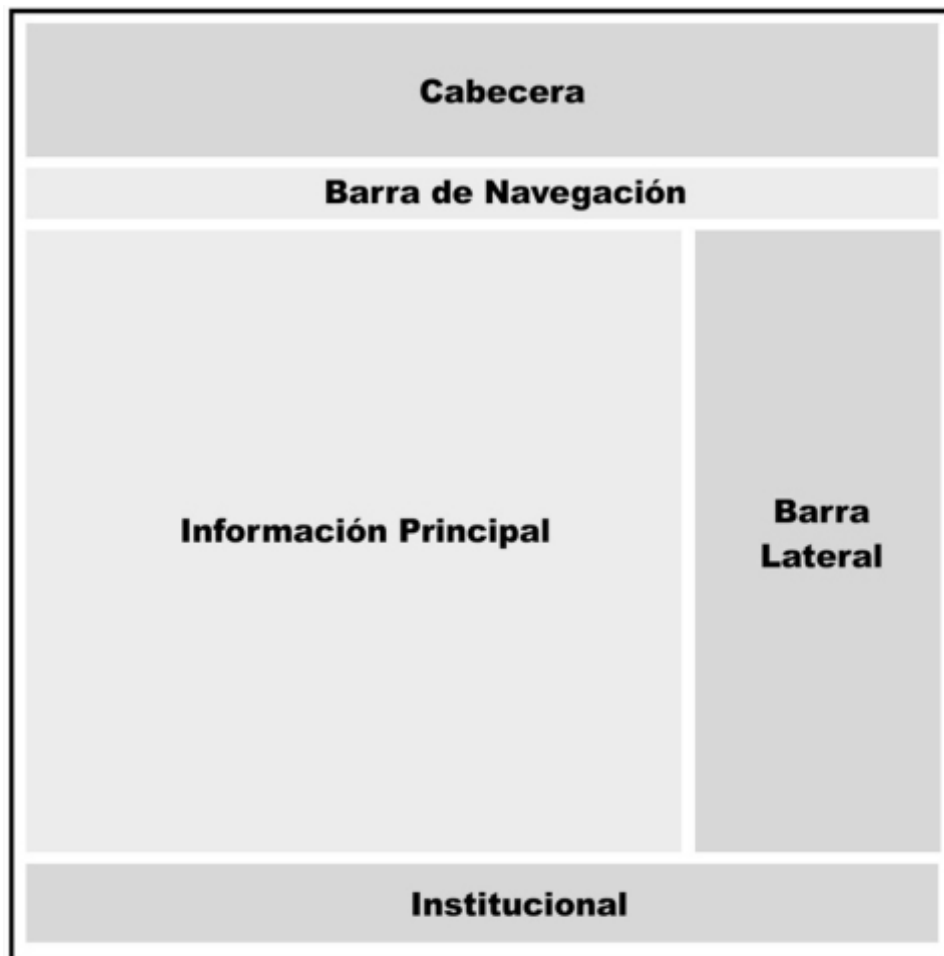 Cabecera
Barra de Navegación
Información Principal
Barra
Lateral
Institucional